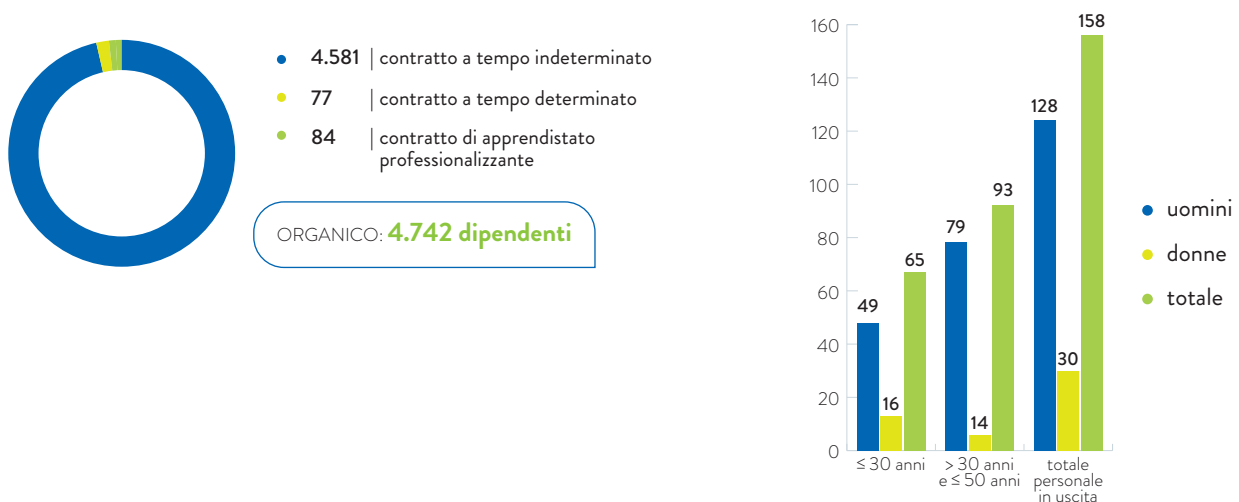 4.581 | contratto a tempo indeterminato
77 | contratto a tempo determinato
84 | contratto di apprendistato
professionalizzante
ORGANICO: 4.742 dipendenti
160
140
120
100
80
60
40
20
0
49
16
65
79
14
93
128
30
158
≤ 30 anni
> 30 anni
e ≤ 50 anni
totale
personale
in uscita
uomini
donne
totale